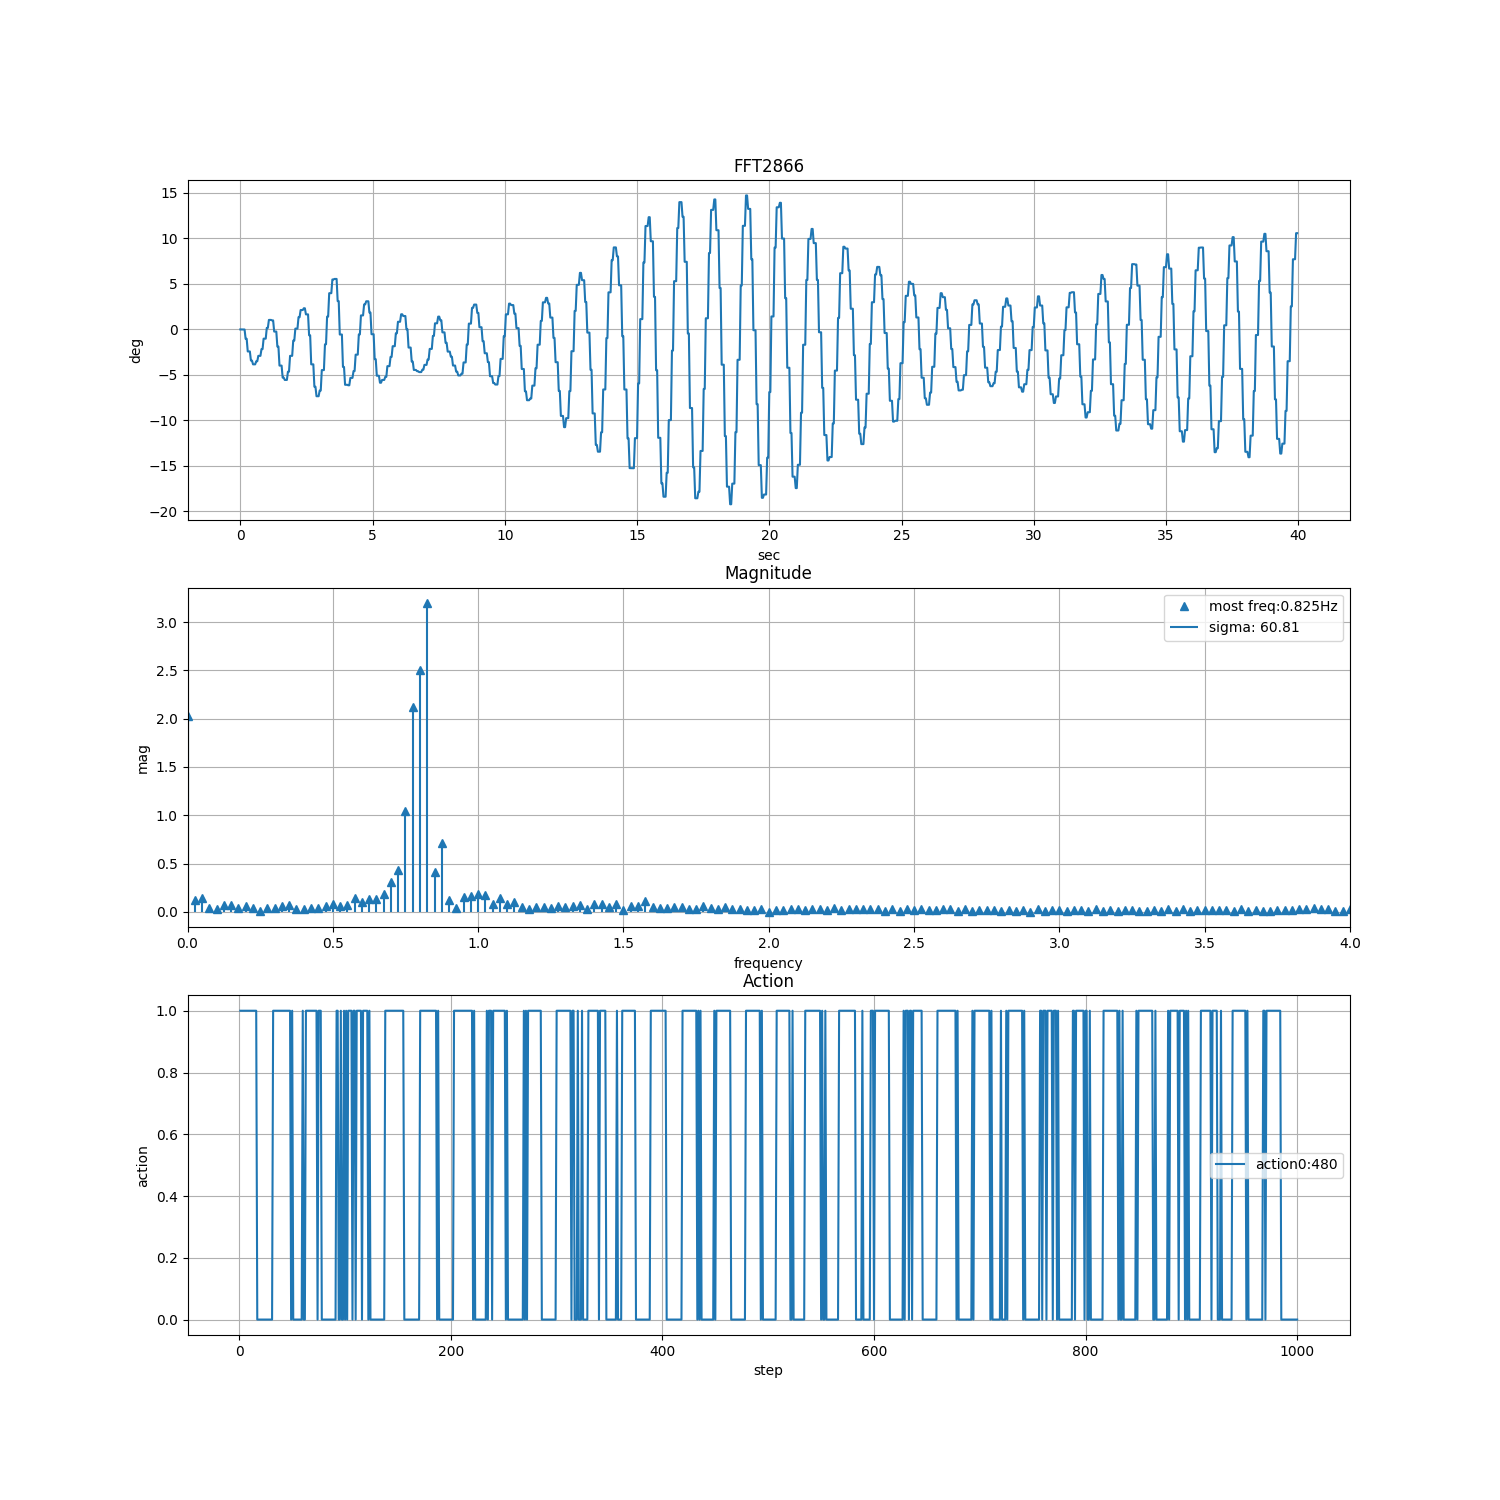 FFT2866
15
10
5
0
−5
−10
−15
−20
deg
0 5 10 15 20 25 30 35 40
sec
Magnitude
most freq:0.825Hz
sigma: 60.81
3.0
2.5
2.0
1.5
1.0
0.5
0.0
mag
0.0 0.5 1.0 1.5 2.0 2.5 3.0 3.5 4.0
frequency
Action
1.0
0.8
0.6
0.4
0.2
0.0
action
action0:480
0 200 400 600 800 1000
step